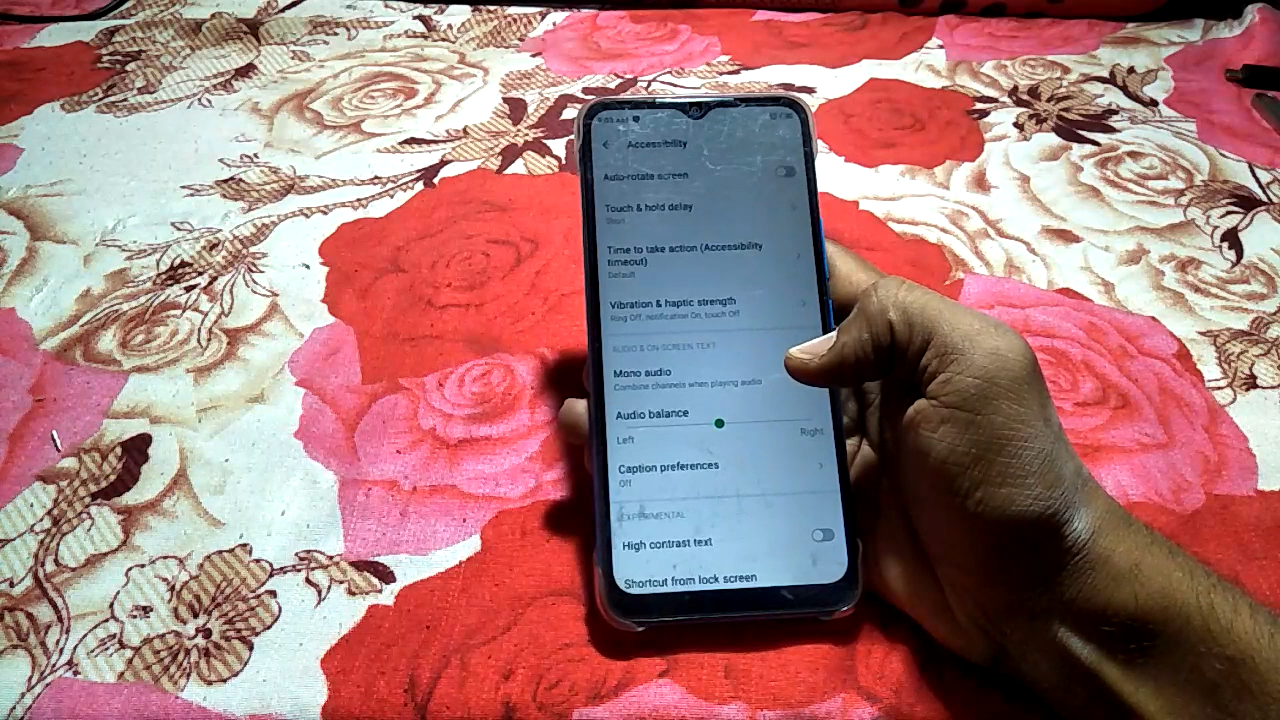 Accessibility
Auto-rotate screen
Touch & hold delay
Short
Time to take action (Accessibility
timeout)
Default
Vibration & haptic strength
Ring Off, notification On, touch Off
AUDIO & ON-SCREEN TEXT
Mono audio
Combine channels when playing audio
Audio balance
Left
Right
Caption preferences
Off
EXPERIMENTAL
High contrast text
Shortcut from lock screen